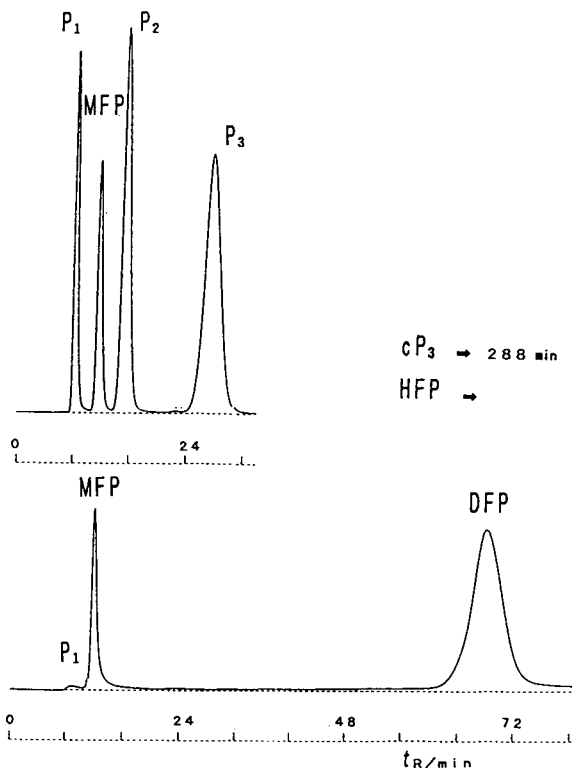 P₁ P₂
MFP
P₃
cP₃ → 288 min
HFP →
0 24
MFP DFP
P₁
0 24 48 72
tR/min